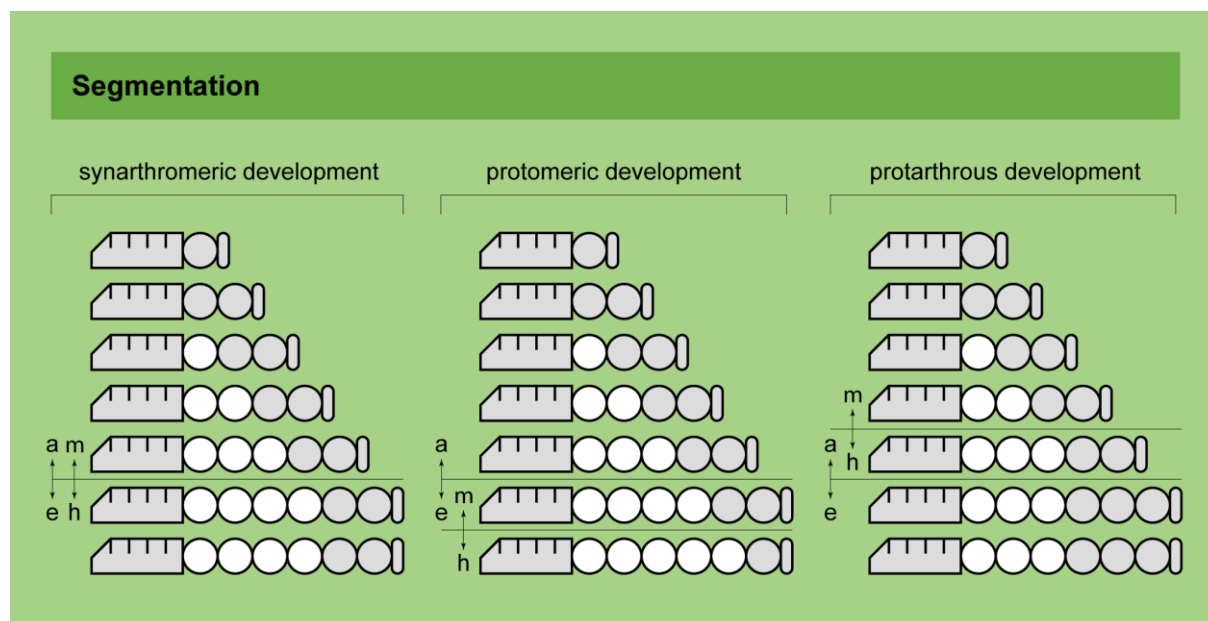 Segmentation
synarthromeric development
protomeric development
protarthrous development
m
a m
a
a
h
e h
e
m
e
h